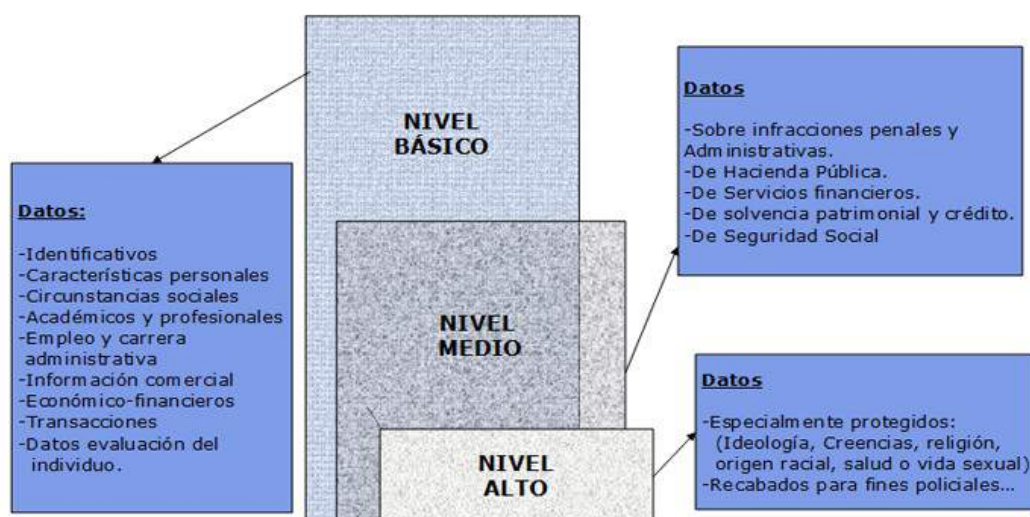 NIVEL
BÁSICO
Datos:
-Identificativos
-Características personales
-Circunstancias sociales
-Académicos y profesionales
-Empleo y carrera
administrativa
-Información comercial
-Económico-financieros
-Transacciones
-Datos evaluación del
individuo.
NIVEL
MEDIO
Datos
-Sobre infracciones penales y
Administrativas.
-De Hacienda Pública.
-De Servicios financieros.
-De solvencia patrimonial y crédito.
-De Seguridad Social
NIVEL
ALTO
Datos
-Especialmente protegidos:
(Ideología, Creencias, religión,
origen racial, salud o vida sexual)
-Recabados para fines policiales...